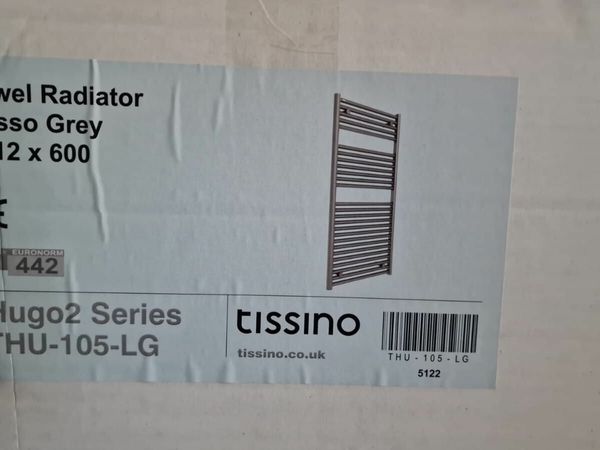 wel Radiator
sso Grey
12 x 600
EURONORM
442
Hugo2 Series
THU-105-LG
tissino
tissino.co.uk
THU-105-LG
5122